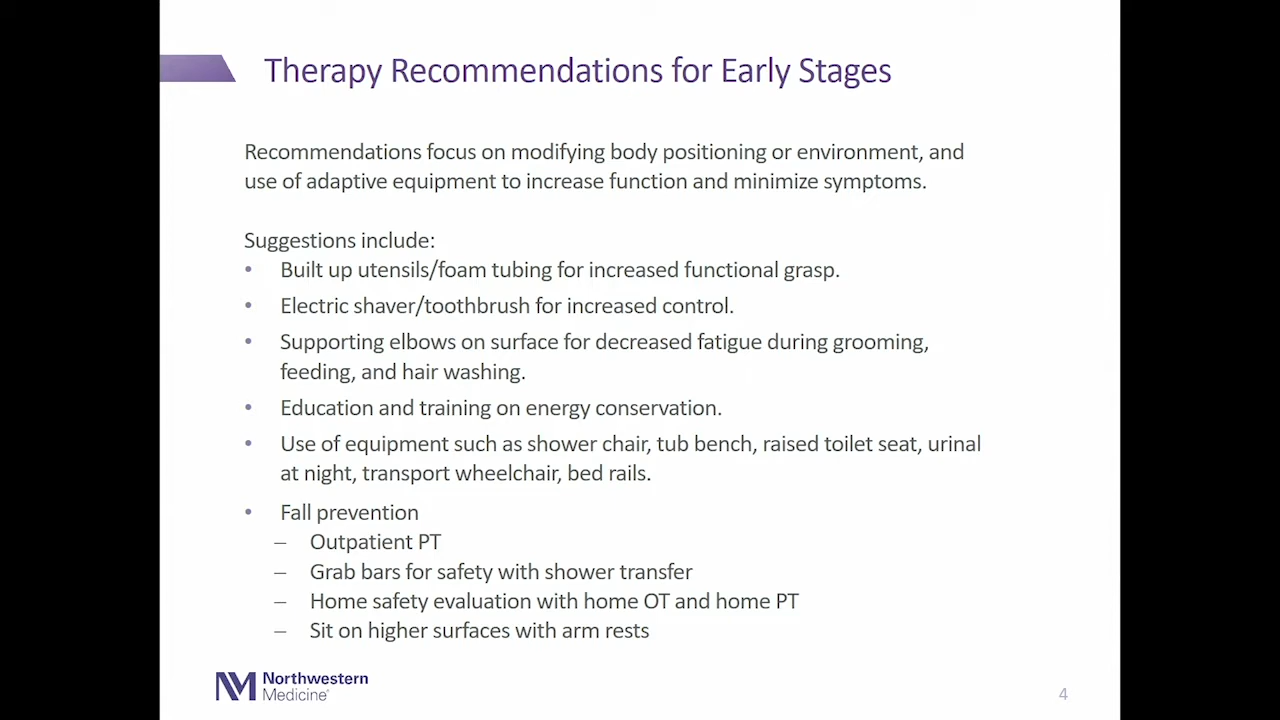 Therapy Recommendations for Early Stages
Recommendations focus on modifying body positioning or environment, and
use of adaptive equipment to increase function and minimize symptoms.
Suggestions include:
• Built up utensils/foam tubing for increased functional grasp.
• Electric shaver/toothbrush for increased control.
• Supporting elbows on surface for decreased fatigue during grooming,
feeding, and hair washing.
• Education and training on energy conservation.
• Use of equipment such as shower chair, tub bench, raised toilet seat, urinal
at night, transport wheelchair, bed rails.
• Fall prevention
– Outpatient PT
– Grab bars for safety with shower transfer
– Home safety evaluation with home OT and home PT
– Sit on higher surfaces with arm rests
NM Northwestern
Medicine®
4